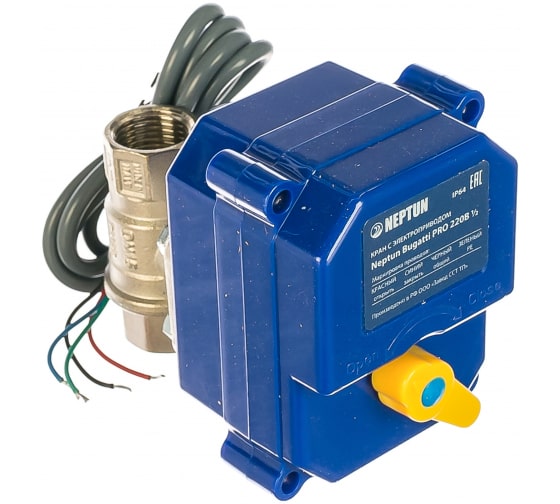 NEPTUN
IP64 EAC
КРАН С ЭЛЕКТРОПРИВОДОМ
Neptun Bugatti PRO 220В ½
Маркировка проводов:
КРАСНЫЙ СИНИЙ ЧЕРНЫЙ ЗЕЛЕНЫЙ
открыть закрыть общий PE
Произведено в РФ ООО «Завод ССТ ТП»
Open Close